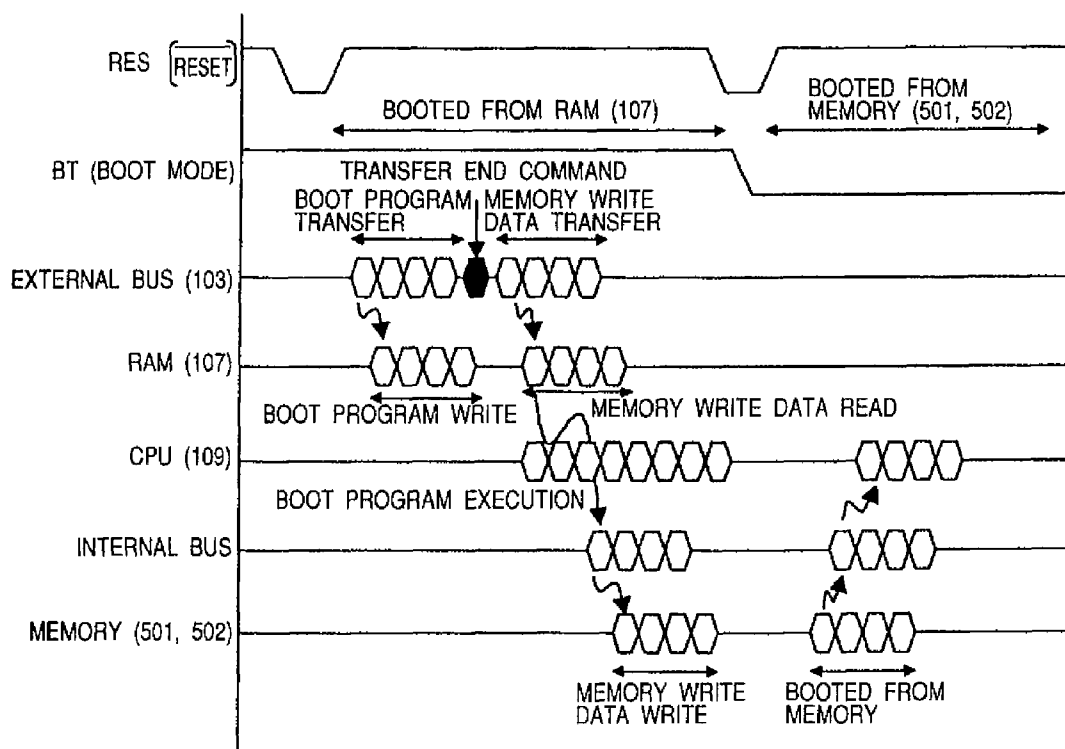 RES (RESET)
BOOTED FROM RAM (107)
BOOTED FROM
MEMORY (501, 502)
BT (BOOT MODE)
TRANSFER END COMMAND
BOOT PROGRAM
TRANSFER
MEMORY WRITE
DATA TRANSFER
EXTERNAL BUS (103)
RAM (107)
BOOT PROGRAM WRITE
MEMORY WRITE DATA READ
CPU (109)
BOOT PROGRAM EXECUTION
INTERNAL BUS
MEMORY (501, 502)
MEMORY WRITE
DATA WRITE
BOOTED FROM
MEMORY